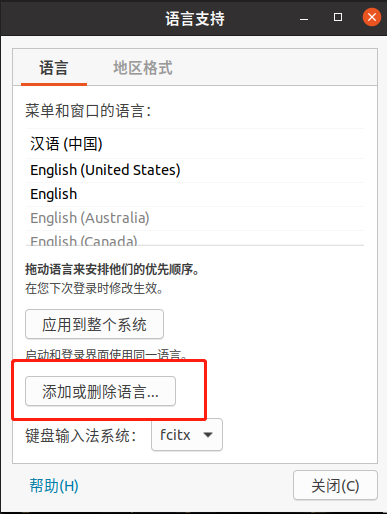 语言支持
语言
地区格式
菜单和窗口的语言：
汉语 (中国)
English (United States)
English
English (Australia)
English (Canada)
拖动语言来安排他们的优先顺序。
在您下次登录时修改生效。
应用到整个系统
启动和登录界面使用同一语言。
添加或删除语言...
键盘输入法系统： fcitx
帮助(H)
关闭(C)